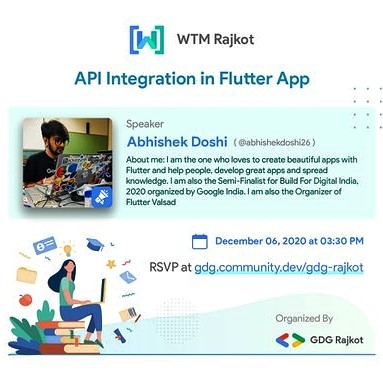 WTM Rajkot
API Integration in Flutter App
Speaker
Abhishek Doshi ( @abhishekdoshi26 )
About me: I am the one who loves to create beautiful apps with
Flutter and help people, develop great apps and spread
knowledge. I am also the Semi-Finalist for Build For Digital India,
2020 organized by Google India. I am also the Organizer of
Flutter Valsad
December 06, 2020 at 03:30 PM
RSVP at gdg.community.dev/gdg-rajkot
Organized By
GDG Rajkot